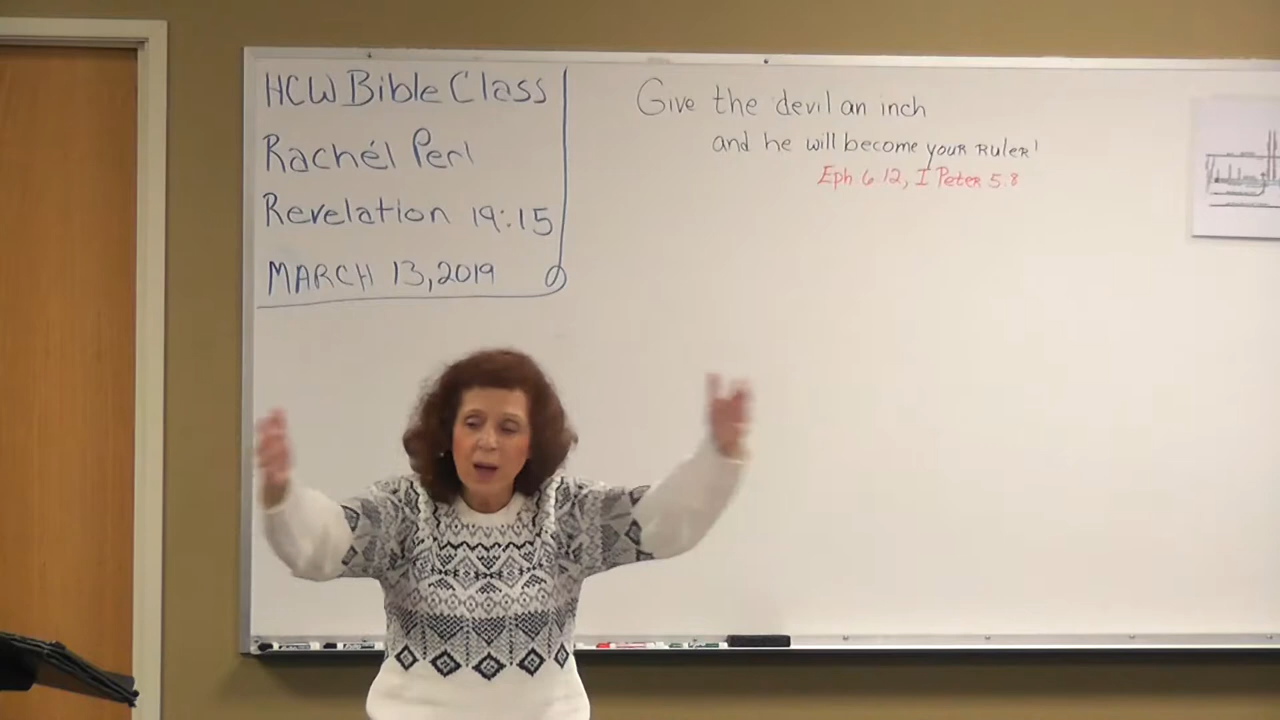 HCW Bible Class
Rachél Perl
Revelation 19:15
MARCH 13, 2019
Give the devil an inch
and he will become your RULER!
Eph 6.12, I Peter 5.8